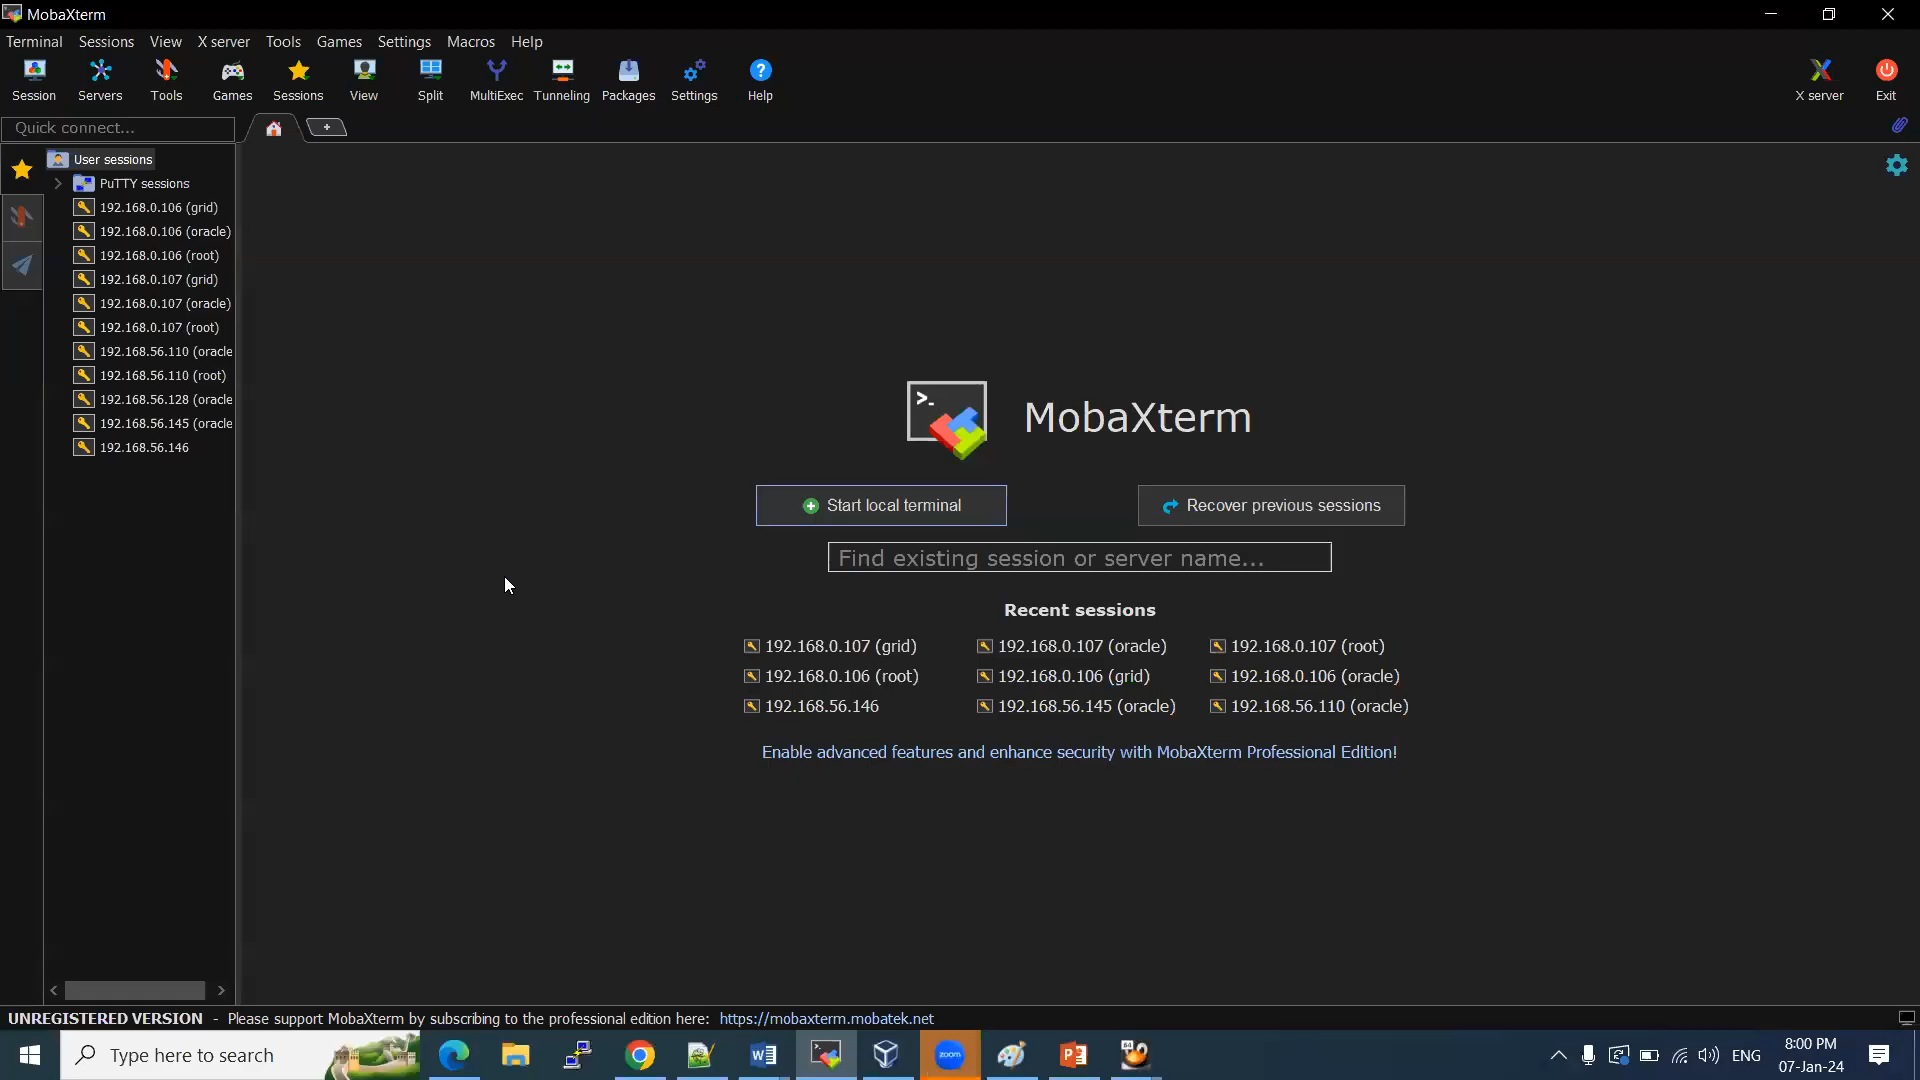 MobaXterm
Terminal Sessions View X server Tools Games Settings Macros Help
Session Servers Tools Games Sessions View Split MultiExec Tunneling Packages Settings Help X server Exit
Quick connect...
User sessions
PuTTY sessions
192.168.0.106 (grid)
192.168.0.106 (oracle)
192.168.0.106 (root)
192.168.0.107 (grid)
192.168.0.107 (oracle)
192.168.0.107 (root)
192.168.56.110 (oracle
192.168.56.110 (root)
192.168.56.128 (oracle
192.168.56.145 (oracle
192.168.56.146
>_
MobaXterm
Start local terminal Recover previous sessions
Find existing session or server name...
Recent sessions
192.168.0.107 (grid) 192.168.0.107 (oracle) 192.168.0.107 (root)
192.168.0.106 (root) 192.168.0.106 (grid) 192.168.0.106 (oracle)
192.168.56.146 192.168.56.145 (oracle) 192.168.56.110 (oracle)
Enable advanced features and enhance security with MobaXterm Professional Edition!
UNREGISTERED VERSION - Please support MobaXterm by subscribing to the professional edition here: https://mobaxterm.mobatek.net
Type here to search zoom 64 ENG 8:00 PM
07-Jan-24